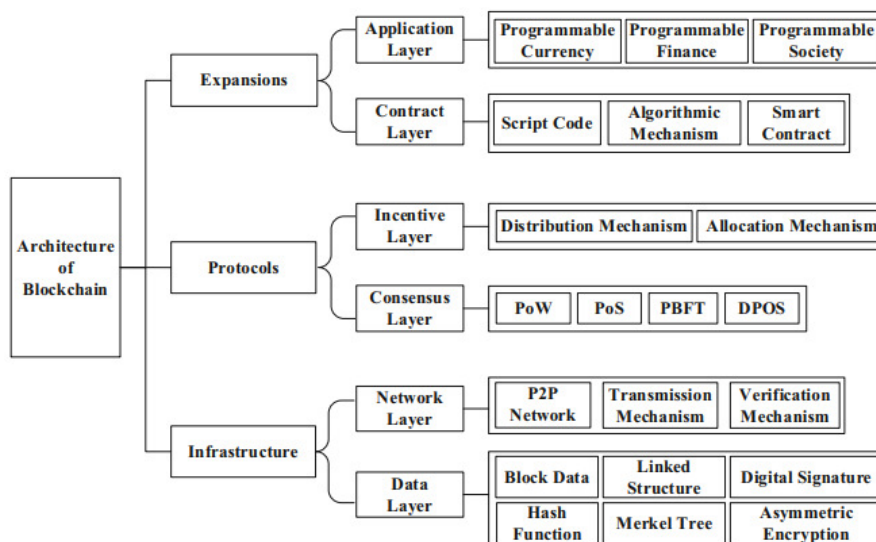 Architecture
of
Blockchain
Expansions
Application
Layer
Programmable
Currency
Programmable
Finance
Programmable
Society
Contract
Layer
Script Code
Algorithmic
Mechanism
Smart
Contract
Protocols
Incentive
Layer
Distribution Mechanism
Allocation Mechanism
Consensus
Layer
PoW
PoS
PBFT
DPOS
Infrastructure
Network
Layer
P2P
Network
Transmission
Mechanism
Verification
Mechanism
Data
Layer
Block Data
Linked
Structure
Digital Signature
Hash
Function
Merkel Tree
Asymmetric
Encryption